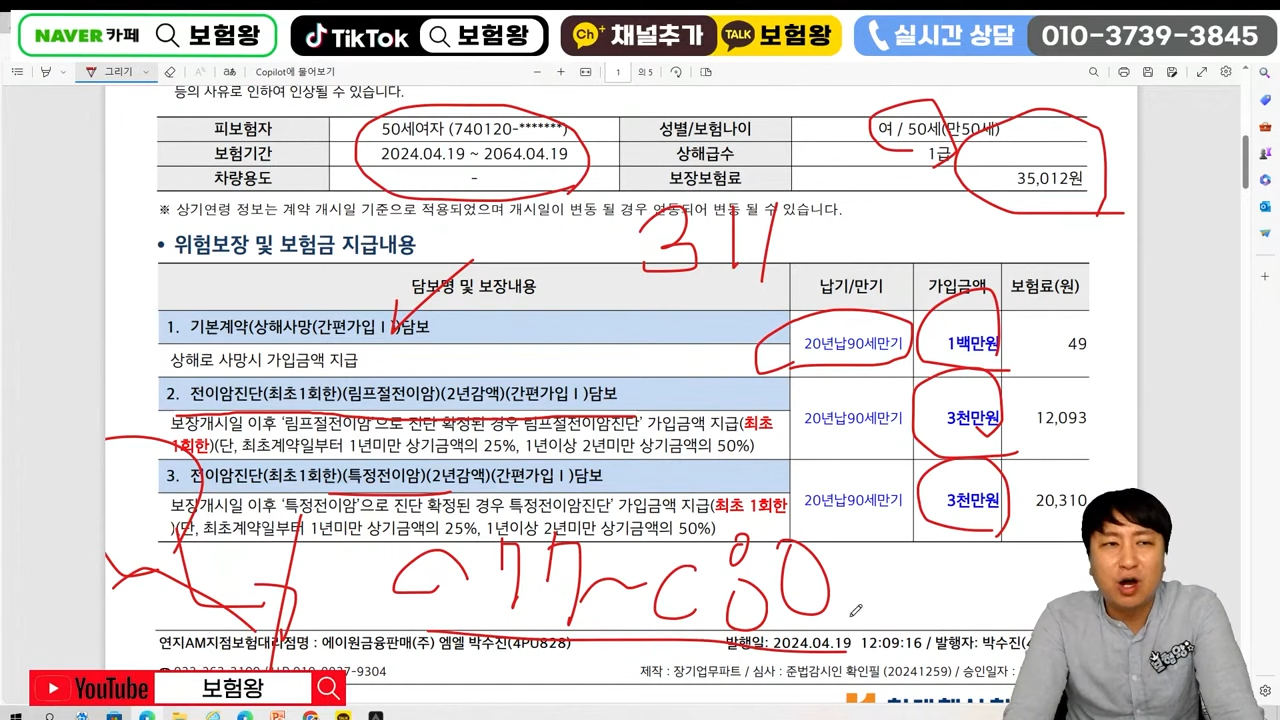 NAVER 카페 보험왕
TikTok 보험왕
Ch+ 채널추가 TALK 보험왕
실시간 상담 010-3739-3845
그리기 aあ Copilot에 물어보기 1 의 5
등의 사유로 인하여 인상될 수 있습니다.
피보험자 50세여자 (740120-*******) 성별/보험나이 여 / 50세(만50세)
보험기간 2024.04.19 ~ 2064.04.19 상해급수 1급
차량용도 - 보장보험료 35,012원
※ 상기연령 정보는 계약 개시일 기준으로 적용되었으며 개시일이 변동 될 경우 연동되어 변동 될 수 있습니다.
• 위험보장 및 보험금 지급내용
담보명 및 보장내용 납기/만기 가입금액 보험료(원)
1. 기본계약(상해사망(간편가입Ⅰ))담보
상해로 사망시 가입금액 지급
20년납90세만기 1백만원 49
2. 전이암진단(최초1회한)(림프절전이암)(2년감액)(간편가입Ⅰ)담보
보장개시일 이후 '림프절전이암'으로 진단 확정된 경우 림프절전이암진단' 가입금액 지급(최초
1회한)(단, 최초계약일부터 1년미만 상기금액의 25%, 1년이상 2년미만 상기금액의 50%)
20년납90세만기 3천만원 12,093
3. 전이암진단(최초1회한)(특정전이암)(2년감액)(간편가입Ⅰ)담보
보장개시일 이후 '특정전이암'으로 진단 확정된 경우 특정전이암진단' 가입금액 지급(최초 1회한
)(단, 최초계약일부터 1년미만 상기금액의 25%, 1년이상 2년미만 상기금액의 50%)
20년납90세만기 3천만원 20,310
311
C77~C80
연지AM지점보험대리점명 : 에이원금융판매(주) 엠엘 박수진(4P0828)
발행일: 2024.04.19 12:09:16 / 발행자: 박수진(4
제작 : 장기업무파트 / 심사 : 준법감시인 확인필 (20241259) / 승인일자 :
보험왕
YouTube 보험왕